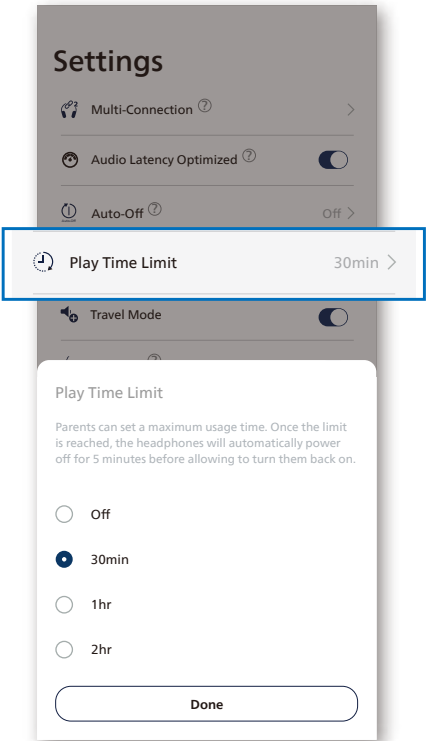 Settings
Multi-Connection ?
Audio Latency Optimized ?
Auto-Off ? Off
Play Time Limit 30min
Travel Mode
Play Time Limit
Parents can set a maximum usage time. Once the limit
is reached, the headphones will automatically power
off for 5 minutes before allowing to turn them back on.
Off
30min
1hr
2hr
Done